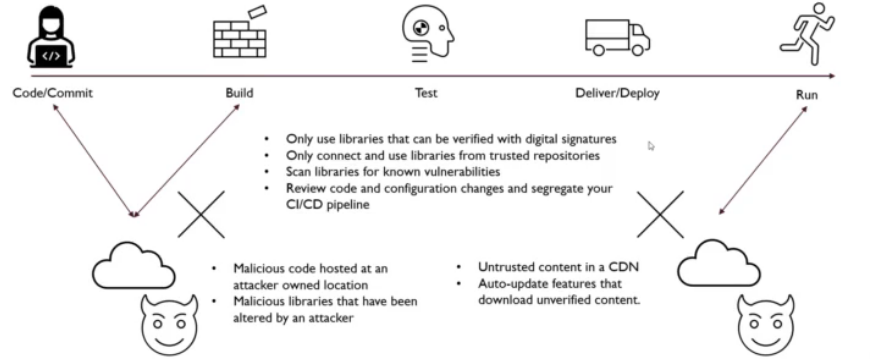 </>
Code/Commit
Build
Test
Deliver/Deploy
Run
• Only use libraries that can be verified with digital signatures
• Only connect and use libraries from trusted repositories
• Scan libraries for known vulnerabilities
• Review code and configuration changes and segregate your
CI/CD pipeline
• Malicious code hosted at an
attacker owned location
• Malicious libraries that have been
altered by an attacker
• Untrusted content in a CDN
• Auto-update features that
download unverified content.